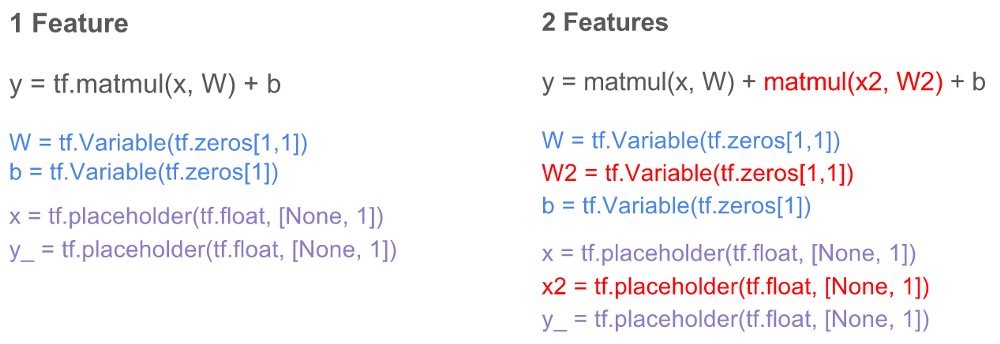 1 Feature
y = tf.matmul(x, W) + b
W = tf.Variable(tf.zeros[1,1])
b = tf.Variable(tf.zeros[1])
x = tf.placeholder(tf.float, [None, 1])
y_ = tf.placeholder(tf.float, [None, 1])
2 Features
y = matmul(x, W) + matmul(x2, W2) + b
W = tf.Variable(tf.zeros[1,1])
W2 = tf.Variable(tf.zeros[1,1])
b = tf.Variable(tf.zeros[1])
x = tf.placeholder(tf.float, [None, 1])
x2 = tf.placeholder(tf.float, [None, 1])
y_ = tf.placeholder(tf.float, [None, 1])